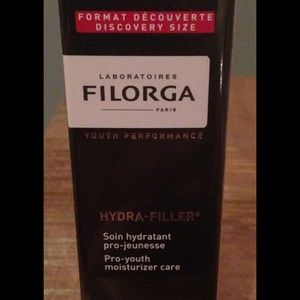 FORMAT DÉCOUVERTE
DISCOVERY SIZE
LABORATOIRES
FILORGA
PARIS
YOUTH PERFORMANCE
HYDRA-FILLER®
Soin hydratant
pro-jeunesse
Pro-youth
moisturizer care